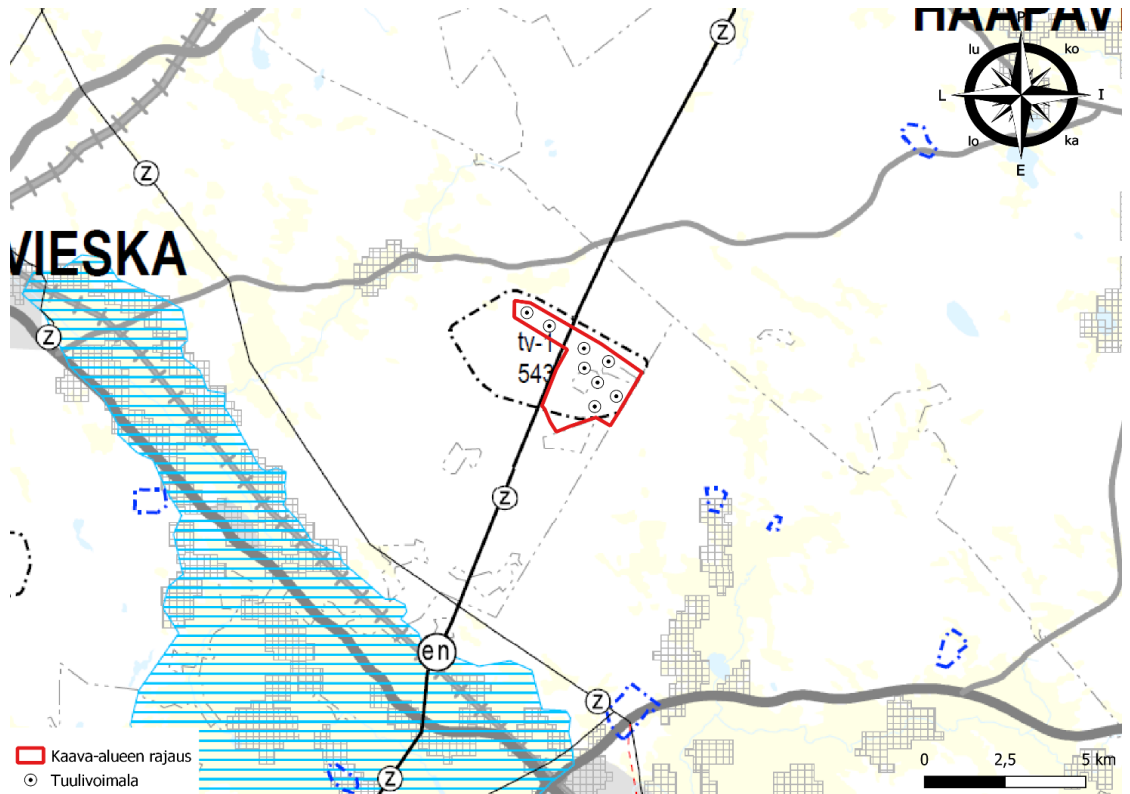 HAAPAV
Z
P
lu
ko
L
I
lo
ka
E
Z
VIESKA
Z
tv-1
543
Z
en
Z
Z
Kaava-alueen rajaus
Tuulivoimala
0
2,5
5 km